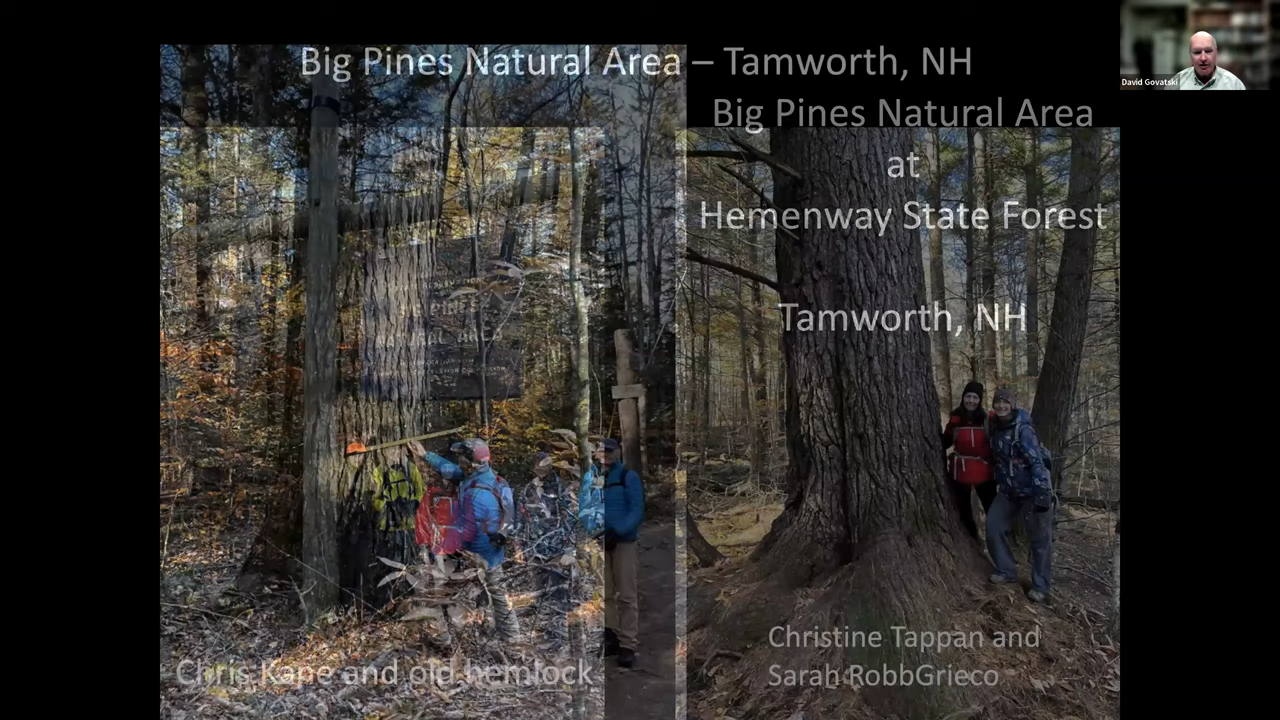 Big Pines Natural Area – Tamworth, NH
David Govatski
Big Pines Natural Area
at
Hemenway State Forest
Tamworth, NH
Christine Tappan and
Sarah RobbGrieco
Chris Kane and old hemlock